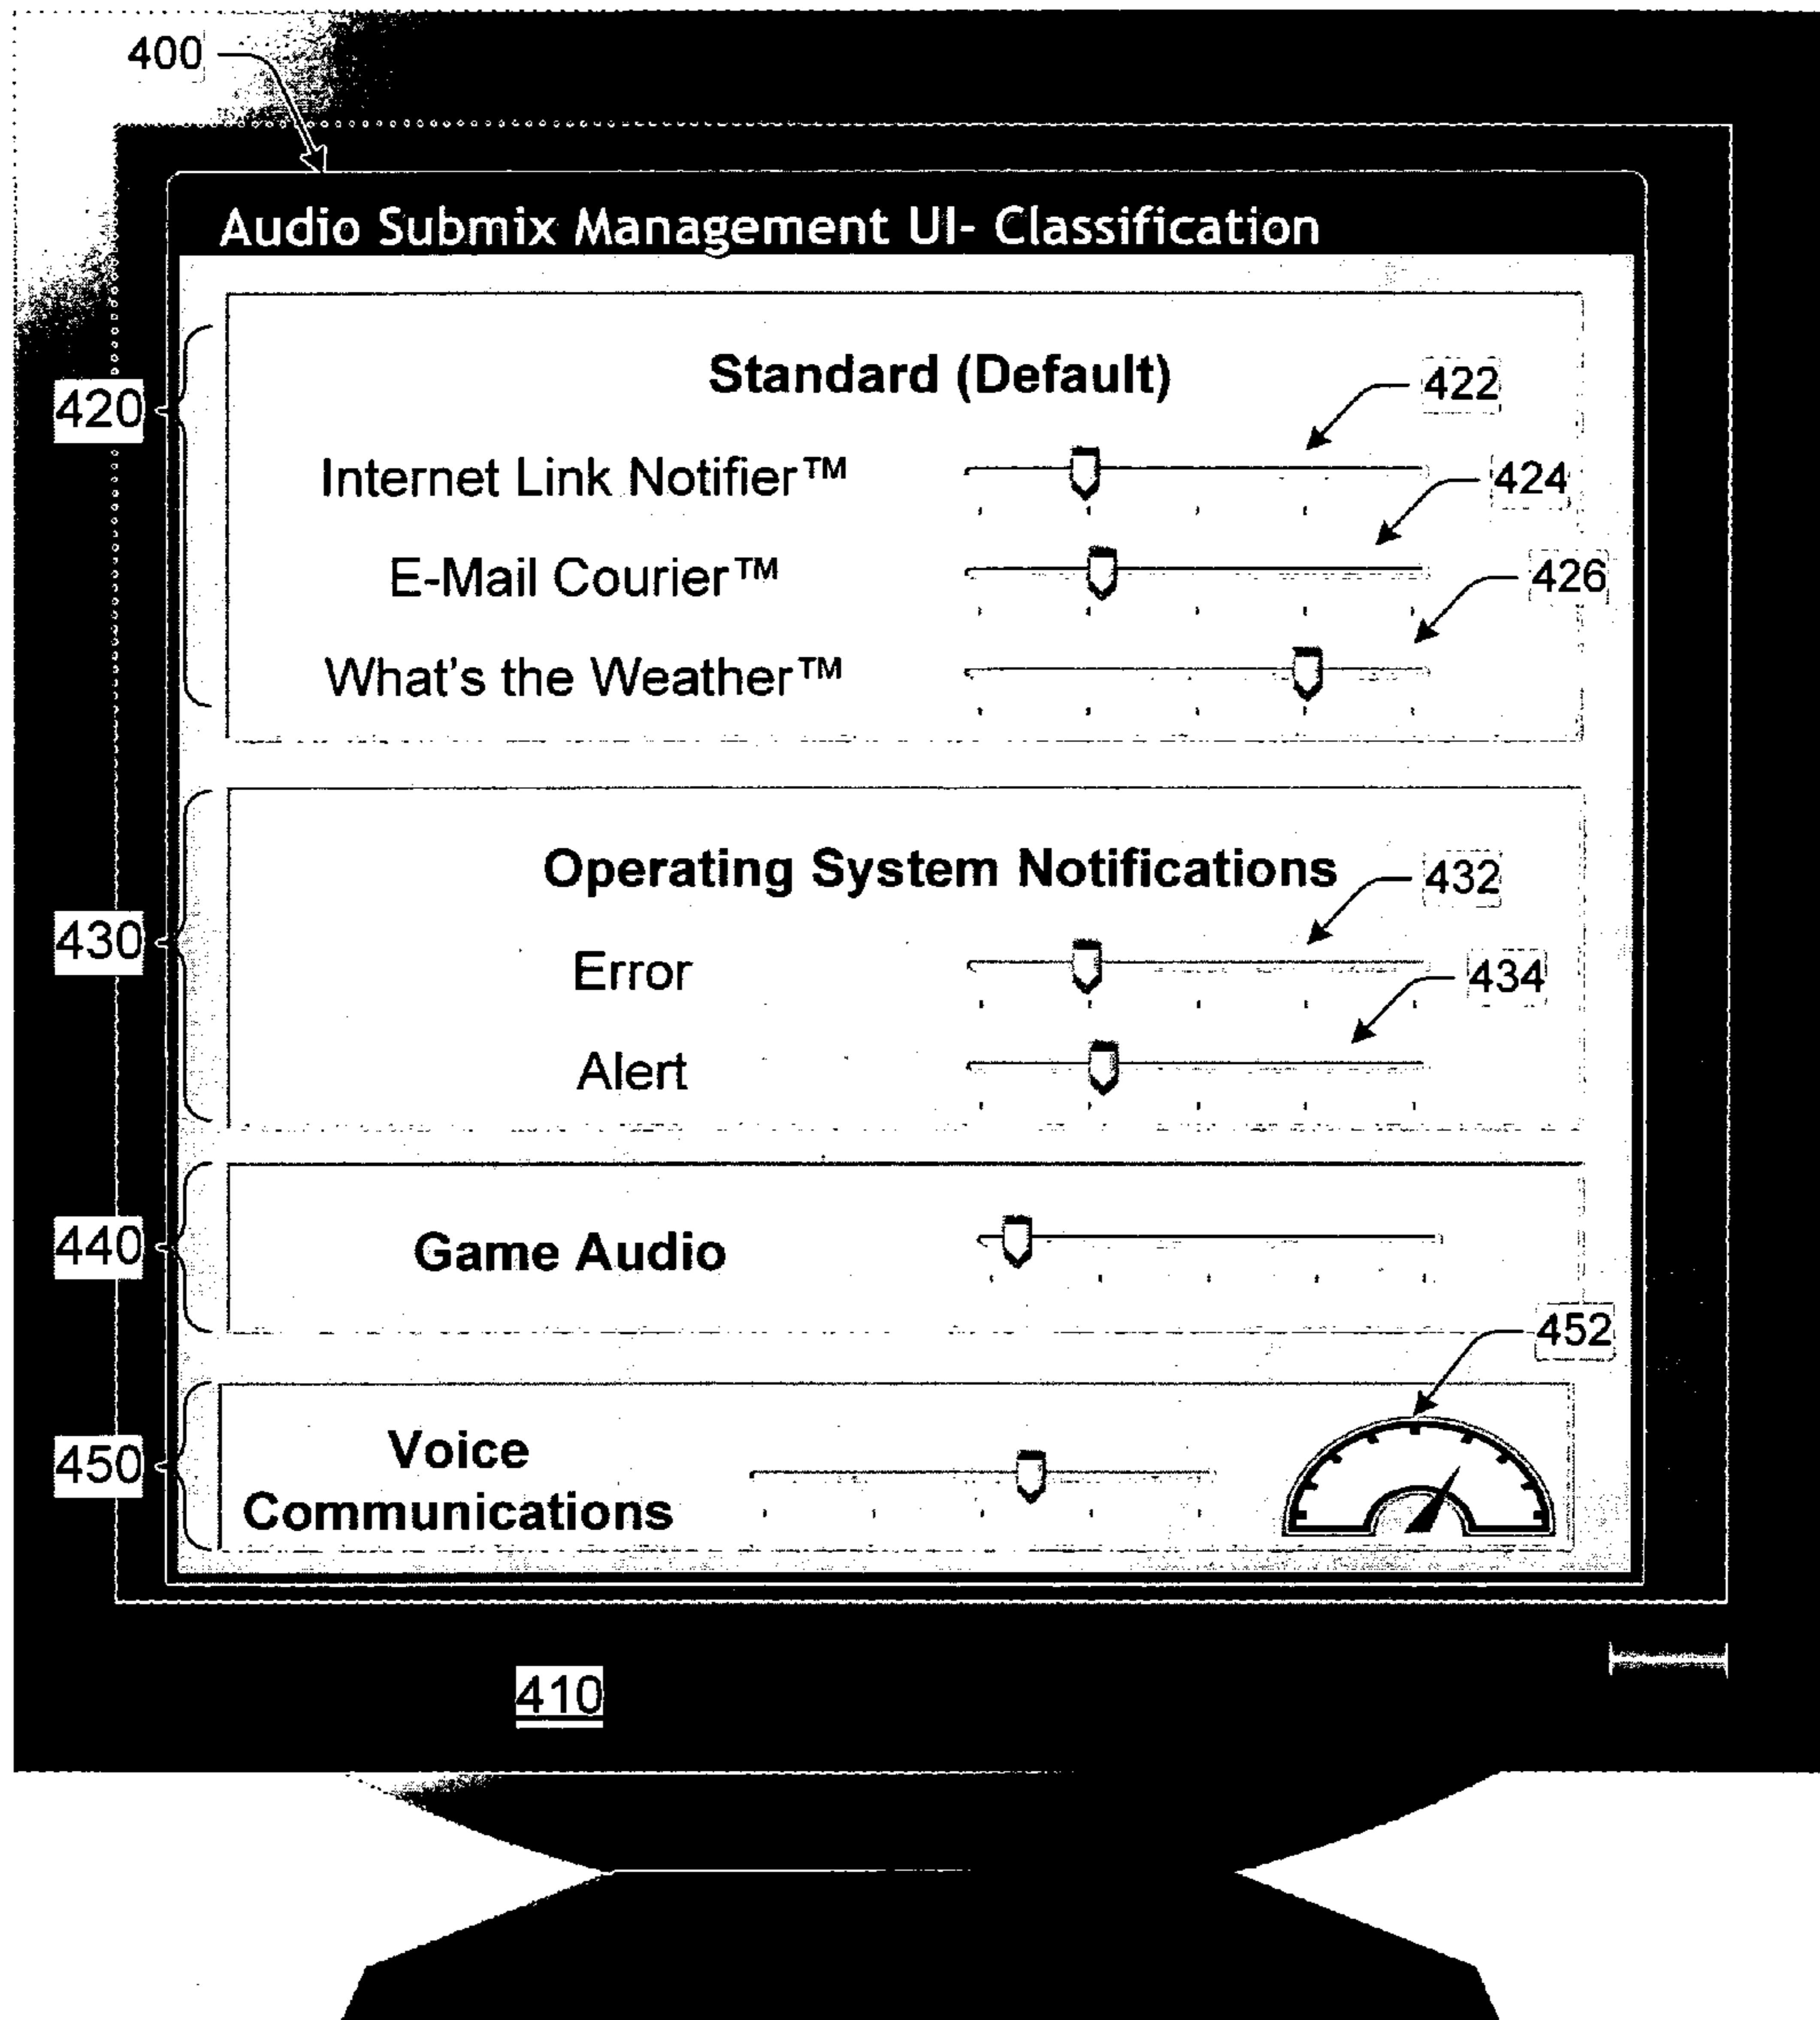 400
Audio Submix Management UI- Classification
Standard (Default)
422
420
Internet Link Notifier™
424
E-Mail Courier™
426
What's the Weather™
Operating System Notifications
432
430
Error
434
Alert
440
Game Audio
452
450
Voice
Communications
410